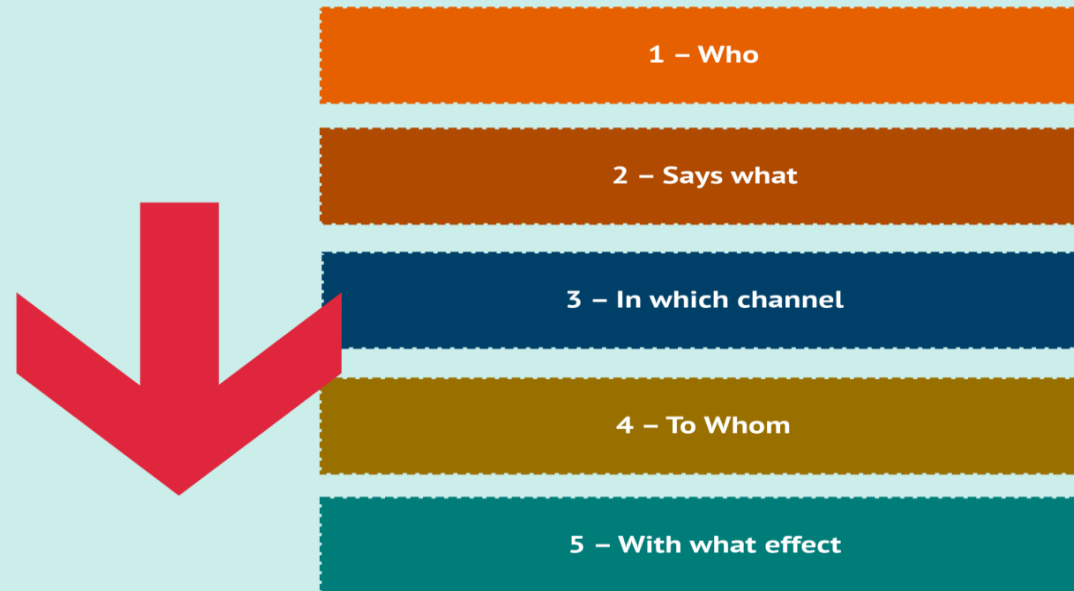 1 – Who
2 – Says what
3 – In which channel
4 – To Whom
5 – With what effect